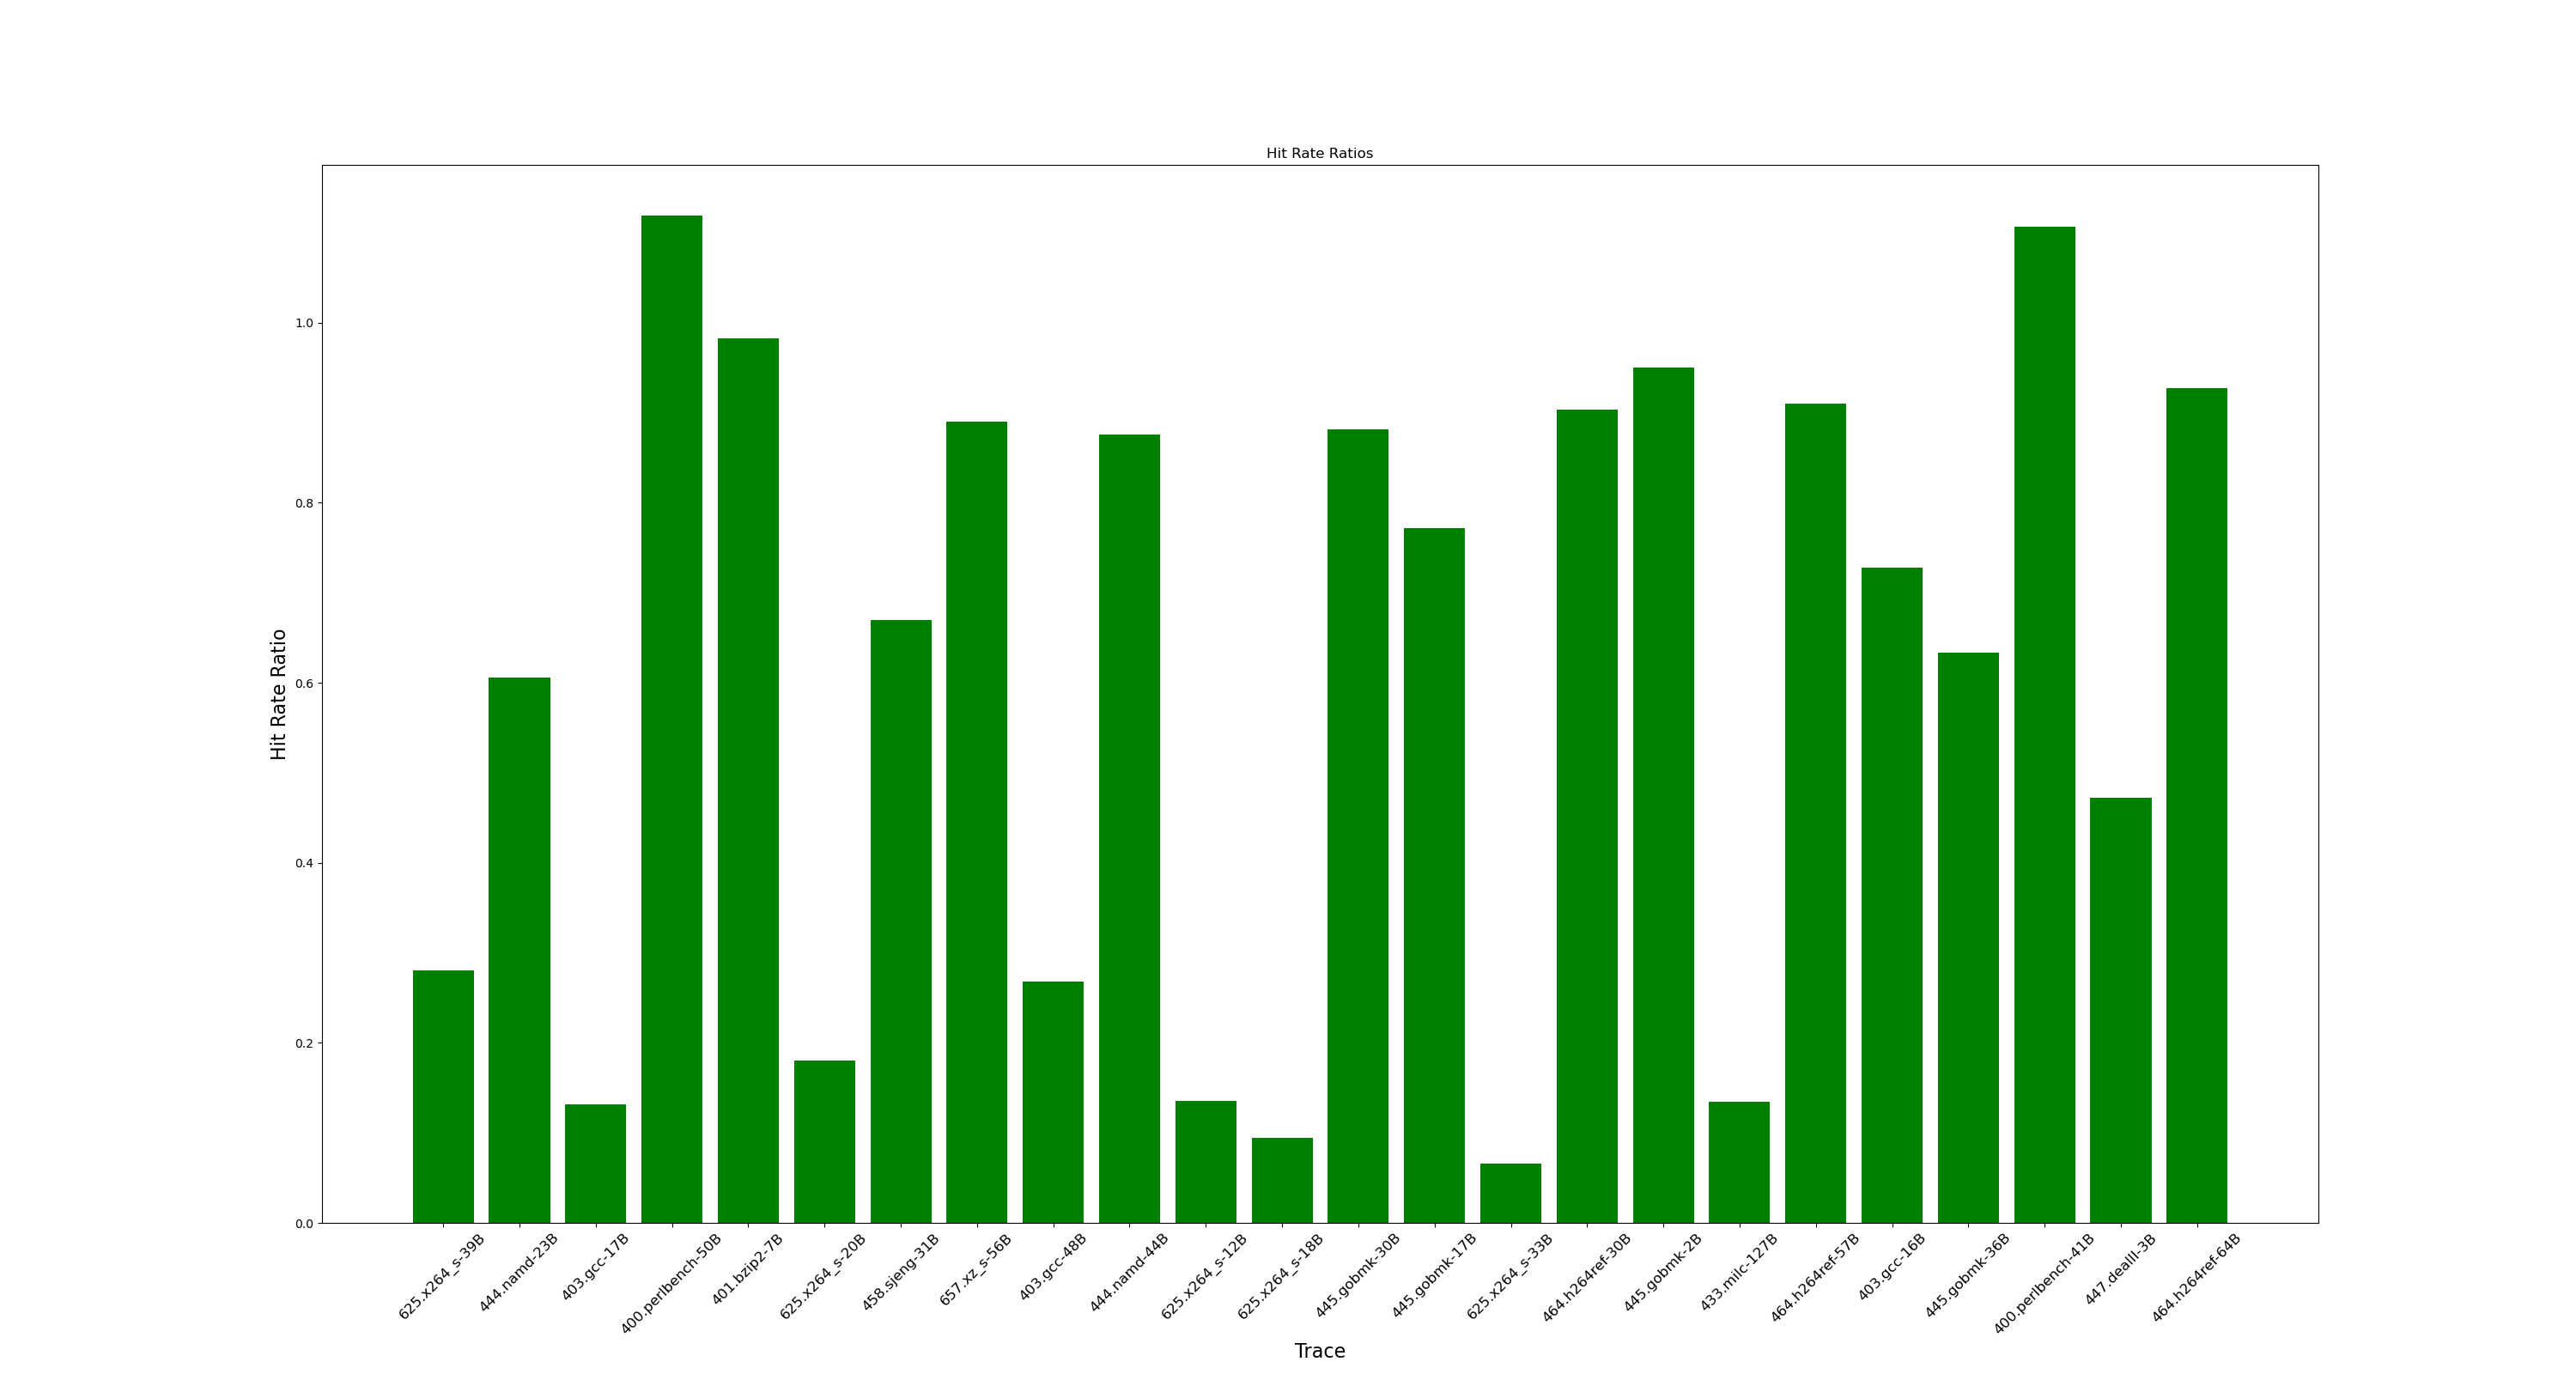 Hit Rate Ratios
Hit Rate Ratio
1.0
0.8
0.6
0.4
0.2
0.0
625.x264_s-39B
444.namd-23B
403.gcc-17B
400.perlbench-50B
401.bzip2-7B
625.x264_s-20B
458.sjeng-31B
657.xz_s-56B
403.gcc-48B
444.namd-44B
625.x264_s-12B
625.x264_s-18B
445.gobmk-30B
445.gobmk-17B
625.x264_s-33B
464.h264ref-30B
445.gobmk-2B
433.milc-127B
464.h264ref-57B
403.gcc-16B
445.gobmk-36B
400.perlbench-41B
447.dealII-3B
464.h264ref-64B
Trace